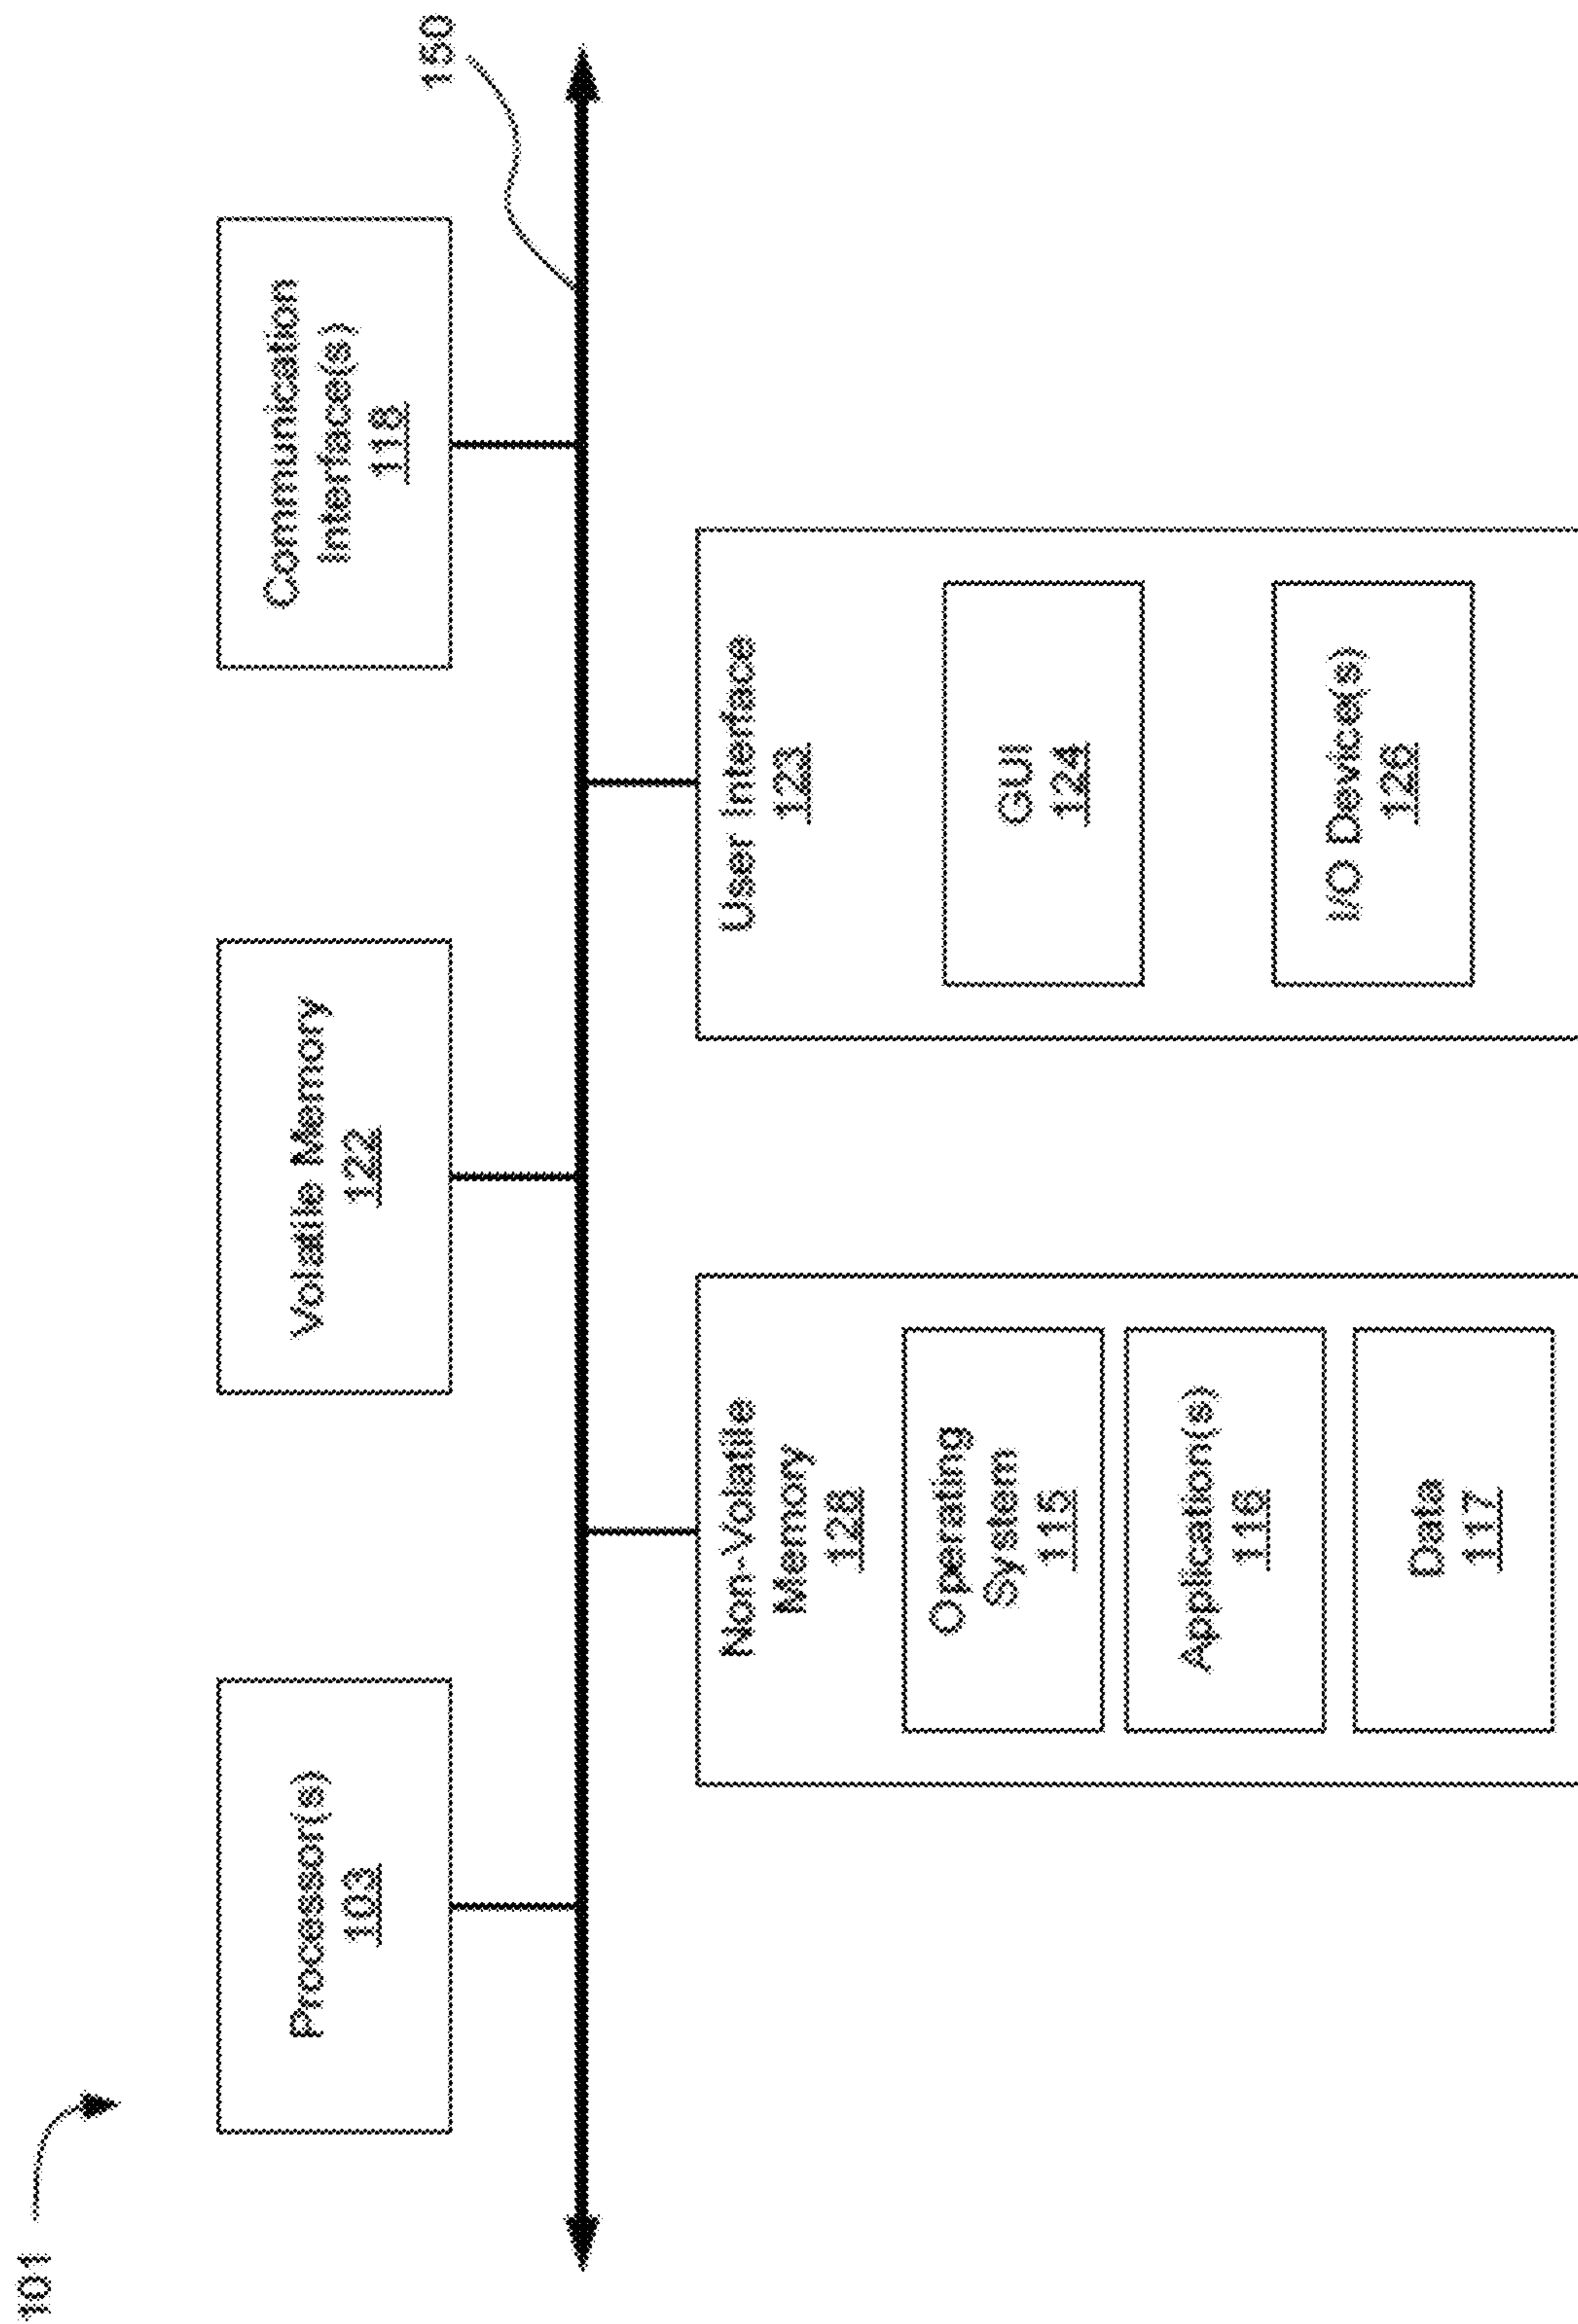 101
Processor(s)
103
Volatile Memory
122
Communication
Interface(s)
118
150
Non-Volatile
Memory
128
Operating
System
115
Application(s)
116
Data
117
User Interface
123
GUI
124
I/O Device(s)
126